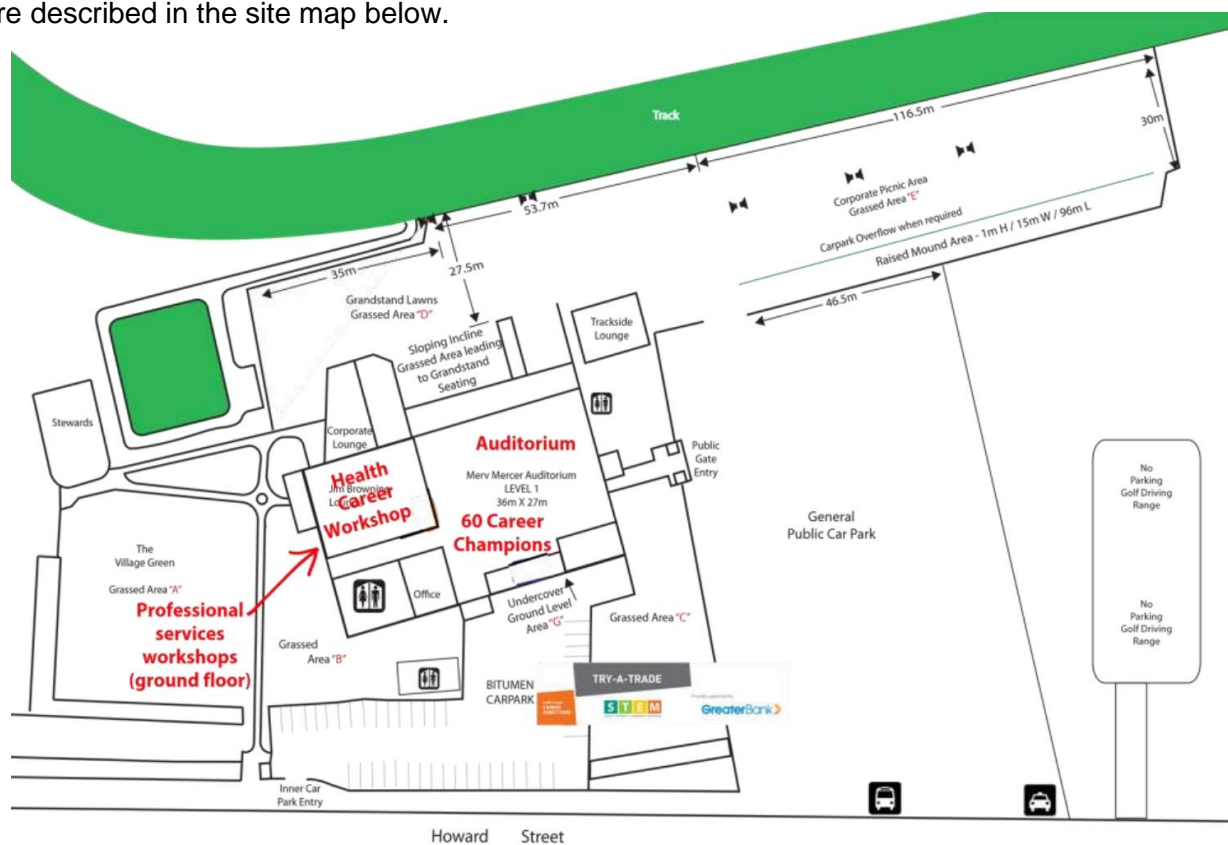 re described in the site map below.
Track
116.5m
30m
53.7m
Corporate Picnic Area
Grassed Area "E"
Carpark Overflow when required
Raised Mound Area - 1m H / 15m W / 96m L
46.5m
35m
27.5m
Grandstand Lawns
Grassed Area "D"
Sloping Incline
Grassed Area leading
to Grandstand
Seating
Trackside
Lounge
Stewards
Corporate
Lounge
Public
Gate
Entry
Auditorium
Merv Mercer Auditorium
LEVEL 1
36m X 27m
60 Career
Champions
Health
Jim Browning
Career
Workshop
General
Public Car Park
No
Parking
Golf Driving
Range
No
Parking
Golf Driving
Range
The
Village Green
Grassed Area "A"
Professional
services
workshops
(ground floor)
Office
Undercover
Ground Level
Area "G"
Grassed Area "C"
Grassed
Area "B"
BITUMEN
CARPARK
TRY-A-TRADE
STEM
GreaterBank
Inner Car
Park Entry
Howard Street